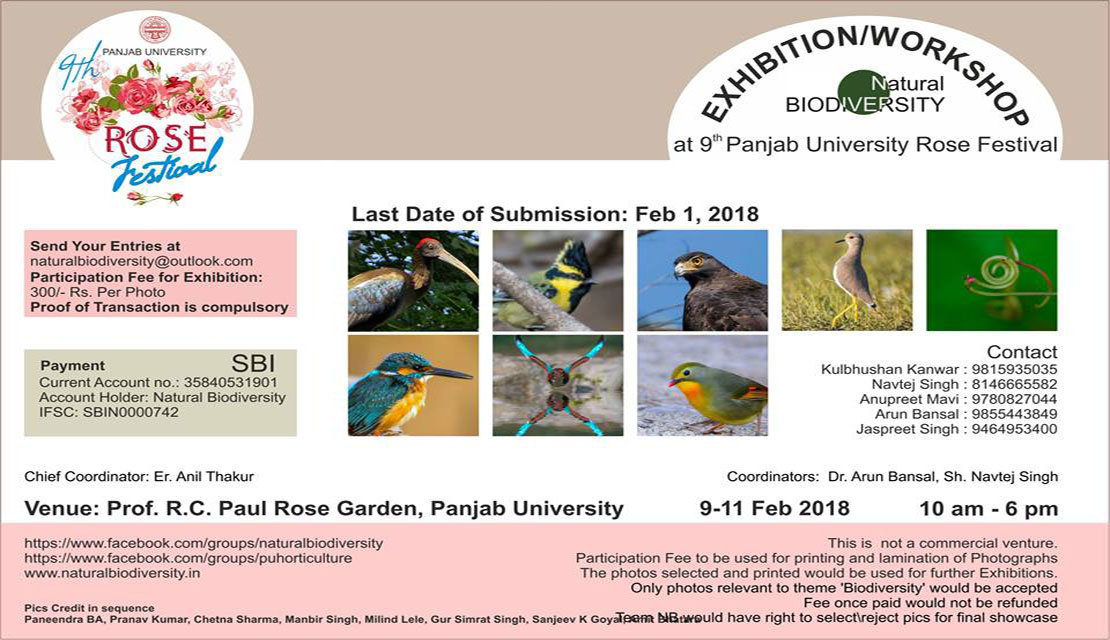 PANJAB UNIVERSITY
9th
ROSE
Festival
EXHIBITION/WORKSHOP
Natural
BIODIVERSITY
at 9th Panjab University Rose Festival
Last Date of Submission: Feb 1, 2018
Send Your Entries at
naturalbiodiversity@outlook.com
Participation Fee for Exhibition:
300/- Rs. Per Photo
Proof of Transaction is compulsory
Payment SBI
Current Account no.: 35840531901
Account Holder: Natural Biodiversity
IFSC: SBIN0000742
Contact
Kulbhushan Kanwar : 9815935035
Navtej Singh : 8146665582
Anupreet Mavi : 9780827044
Arun Bansal : 9855443849
Jaspreet Singh : 9464953400
Chief Coordinator: Er. Anil Thakur
Coordinators: Dr. Arun Bansal, Sh. Navtej Singh
Venue: Prof. R.C. Paul Rose Garden, Panjab University 9-11 Feb 2018 10 am - 6 pm
https://www.facebook.com/groups/naturalbiodiversity
https://www.facebook.com/groups/puhorticulture
www.naturalbiodiversity.in
This is not a commercial venture.
Participation Fee to be used for printing and lamination of Photographs
The photos selected and printed would be used for further Exhibitions.
Only photos relevant to theme 'Biodiversity' would be accepted
Fee once paid would not be refunded
Team NB would have right to select\reject pics for final showcase
Pics Credit in sequence
Paneendra BA, Pranav Kumar, Chetna Sharma, Manbir Singh, Milind Lele, Gur Simrat Singh, Sanjeev K Goyal,